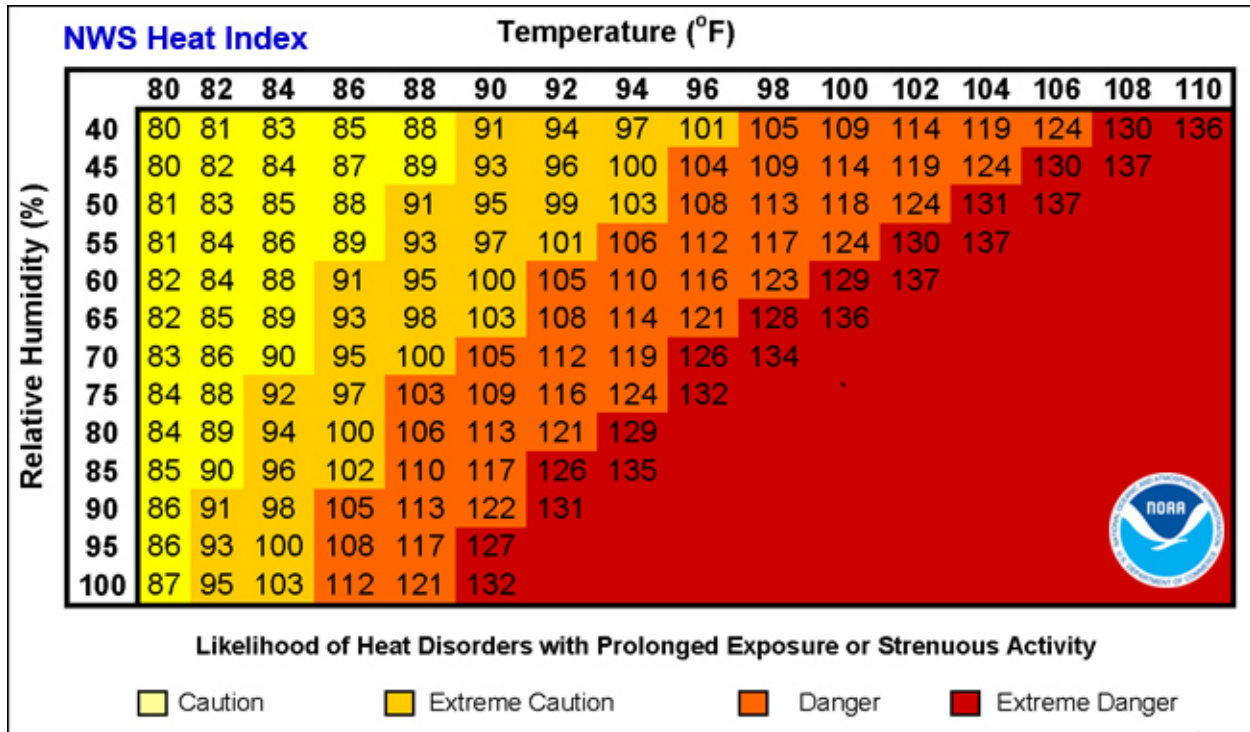 NWS Heat Index
Temperature (°F)
80 82 84 86 88 90 92 94 96 98 100 102 104 106 108 110
Relative Humidity (%)
40 80 81 83 85 88 91 94 97 101 105 109 114 119 124 130 136
45 80 82 84 87 89 93 96 100 104 109 114 119 124 130 137
50 81 83 85 88 91 95 99 103 108 113 118 124 131 137
55 81 84 86 89 93 97 101 106 112 117 124 130 137
60 82 84 88 91 95 100 105 110 116 123 129 137
65 82 85 89 93 98 103 108 114 121 128 136
70 83 86 90 95 100 105 112 119 126 134
75 84 88 92 97 103 109 116 124 132
80 84 89 94 100 106 113 121 129
85 85 90 96 102 110 117 126 135
90 86 91 98 105 113 122 131
95 86 93 100 108 117 127
100 87 95 103 112 121 132
NATIONAL OCEANIC AND ATMOSPHERIC ADMINISTRATION
NOAA
U.S. DEPARTMENT OF COMMERCE
Likelihood of Heat Disorders with Prolonged Exposure or Strenuous Activity
Caution
Extreme Caution
Danger
Extreme Danger